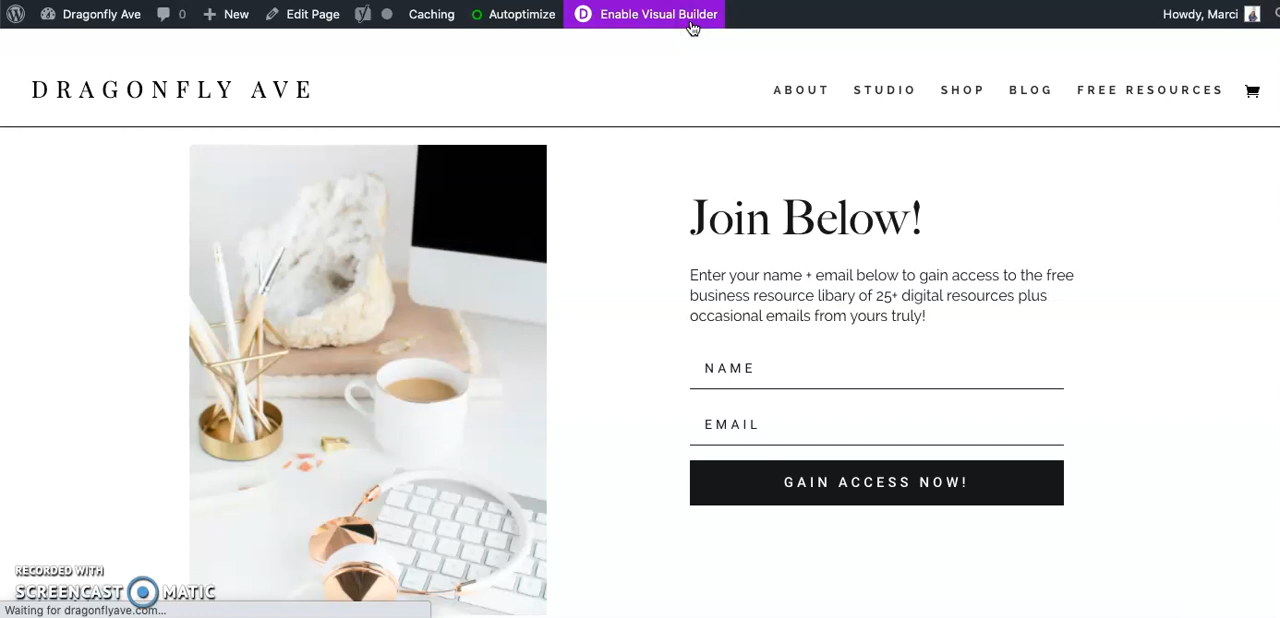 Dragonfly Ave 0 New Edit Page Caching Autoptimize D Enable Visual Builder Howdy, Marci
DRAGONFLY AVE
ABOUT STUDIO SHOP BLOG FREE RESOURCES
Join Below!
Enter your name + email below to gain access to the free
business resource libary of 25+ digital resources plus
occasional emails from yours truly!
NAME
EMAIL
GAIN ACCESS NOW!
RECORDED WITH
SCREENCAST MATIC
Waiting for dragonflyave.com...